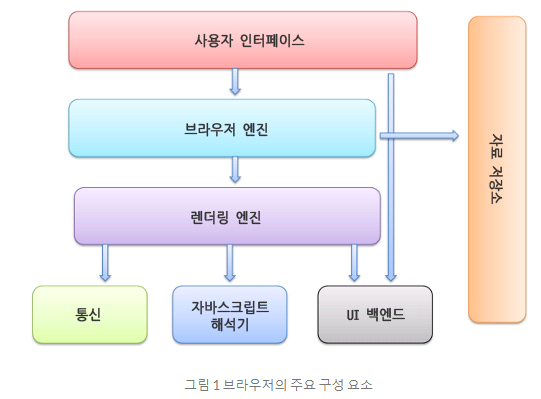 사용자 인터페이스
브라우저 엔진
자료 저장소
렌더링 엔진
통신
자바스크립트
해석기
UI 백엔드
그림 1 브라우저의 주요 구성 요소